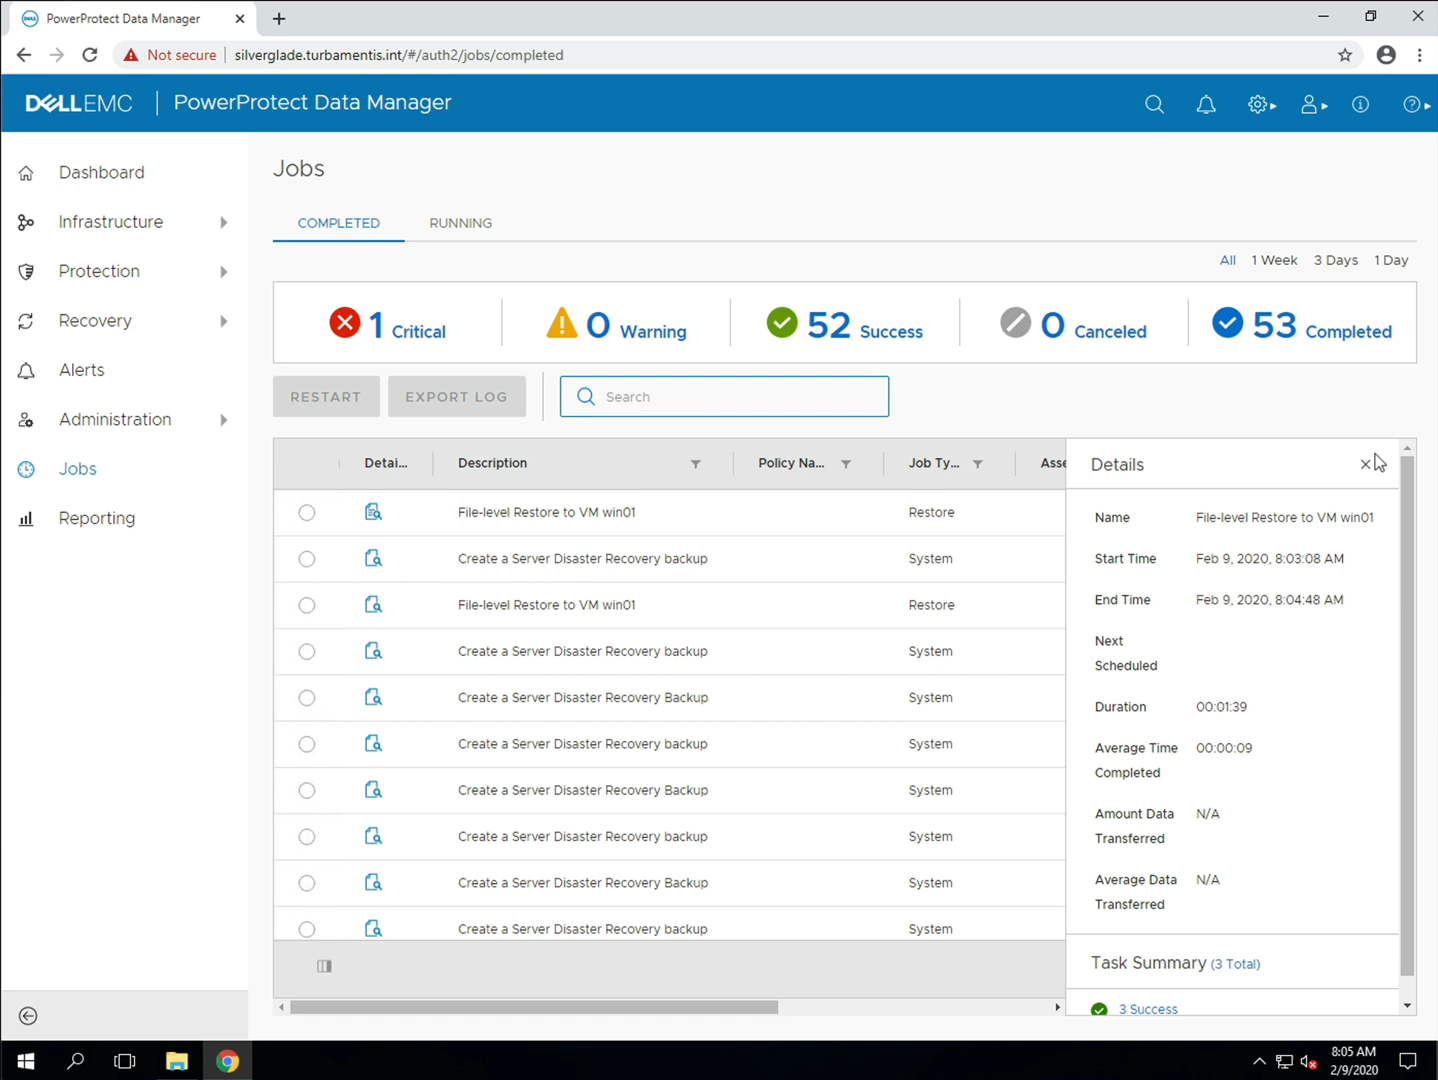 PowerProtect Data Manager
Not secure
silverglade.turbamentis.int/#/auth2/jobs/completed
DELLEMC
PowerProtect Data Manager
Dashboard
Infrastructure
Protection
Recovery
Alerts
Administration
Jobs
Reporting
Jobs
COMPLETED RUNNING
All 1 Week 3 Days 1 Day
1 Critical
0 Warning
52 Success
0 Canceled
53 Completed
RESTART EXPORT LOG Search
Detai... Description Policy Na... Job Ty... Asse
File-level Restore to VM win01 Restore
Create a Server Disaster Recovery backup System
File-level Restore to VM win01 Restore
Create a Server Disaster Recovery backup System
Create a Server Disaster Recovery Backup System
Create a Server Disaster Recovery backup System
Create a Server Disaster Recovery Backup System
Create a Server Disaster Recovery backup System
Create a Server Disaster Recovery Backup System
Create a Server Disaster Recovery backup System
Details
Name File-level Restore to VM win01
Start Time Feb 9, 2020, 8:03:08 AM
End Time Feb 9, 2020, 8:04:48 AM
Next
Scheduled
Duration 00:01:39
Average Time 00:00:09
Completed
Amount Data N/A
Transferred
Average Data N/A
Transferred
Task Summary (3 Total)
3 Success
8:05 AM
2/9/2020